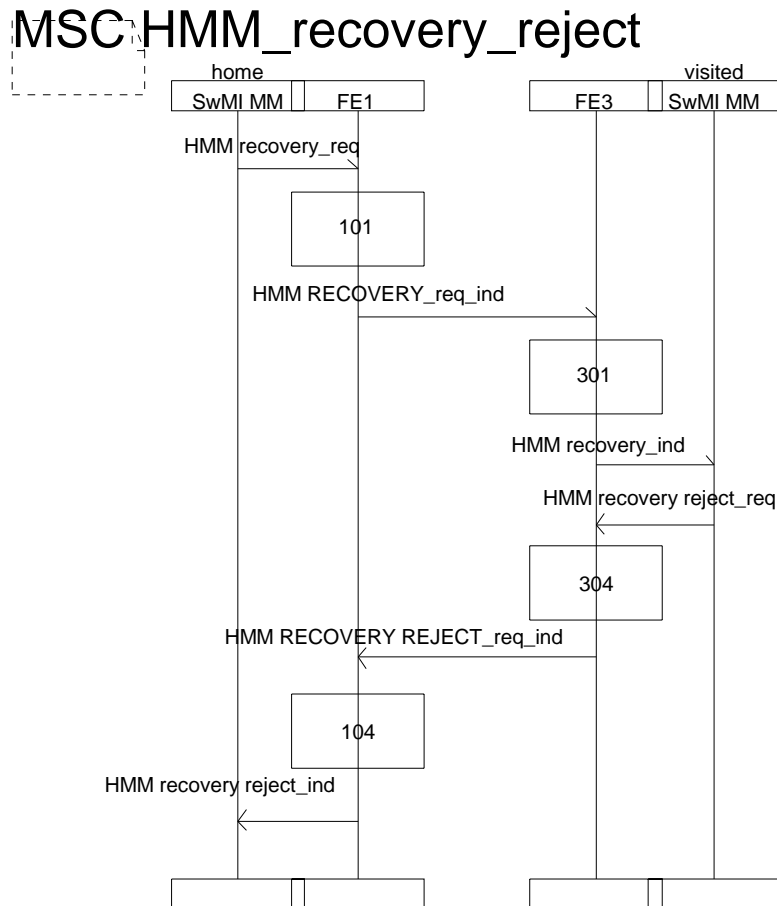 MSC HMM_recovery_reject
home
visited
SwMI MM
FE1
FE3
SwMI MM
HMM recovery_req
101
HMM RECOVERY_req_ind
301
HMM recovery_ind
HMM recovery reject_req
304
HMM RECOVERY REJECT_req_ind
104
HMM recovery reject_ind